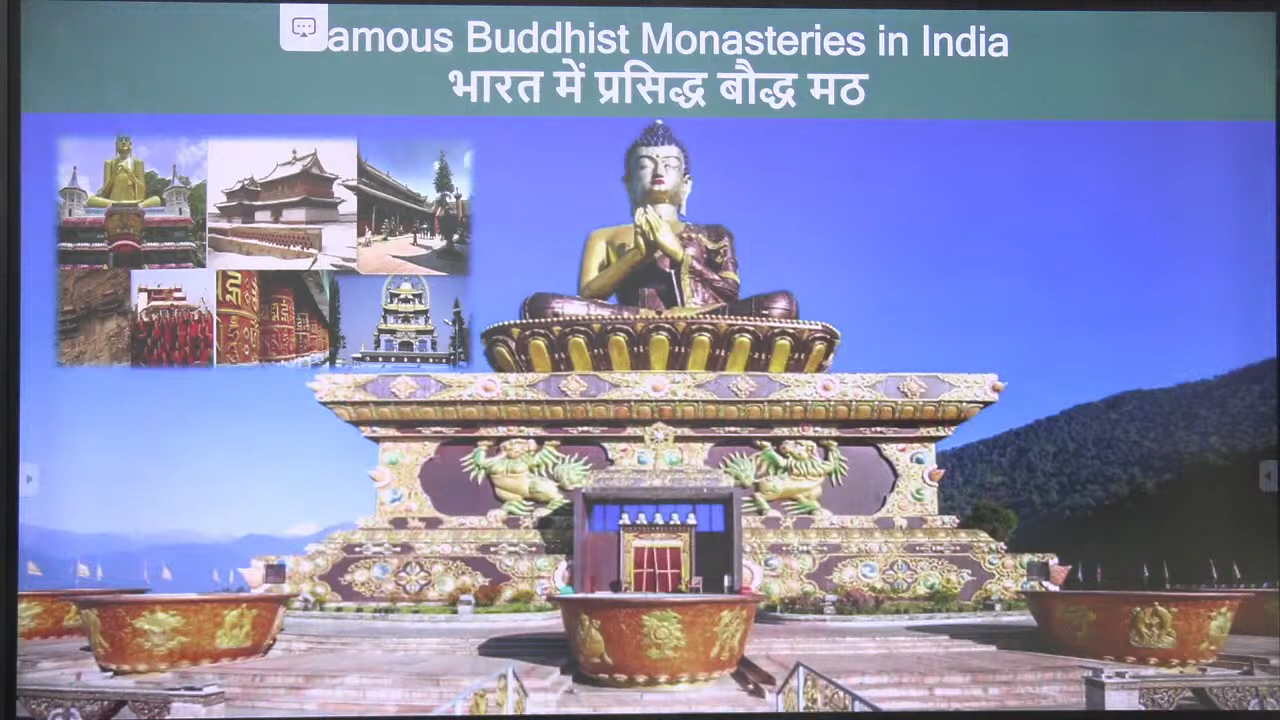 amous Buddhist Monasteries in India
भारत में प्रसिद्ध बौद्ध मठ